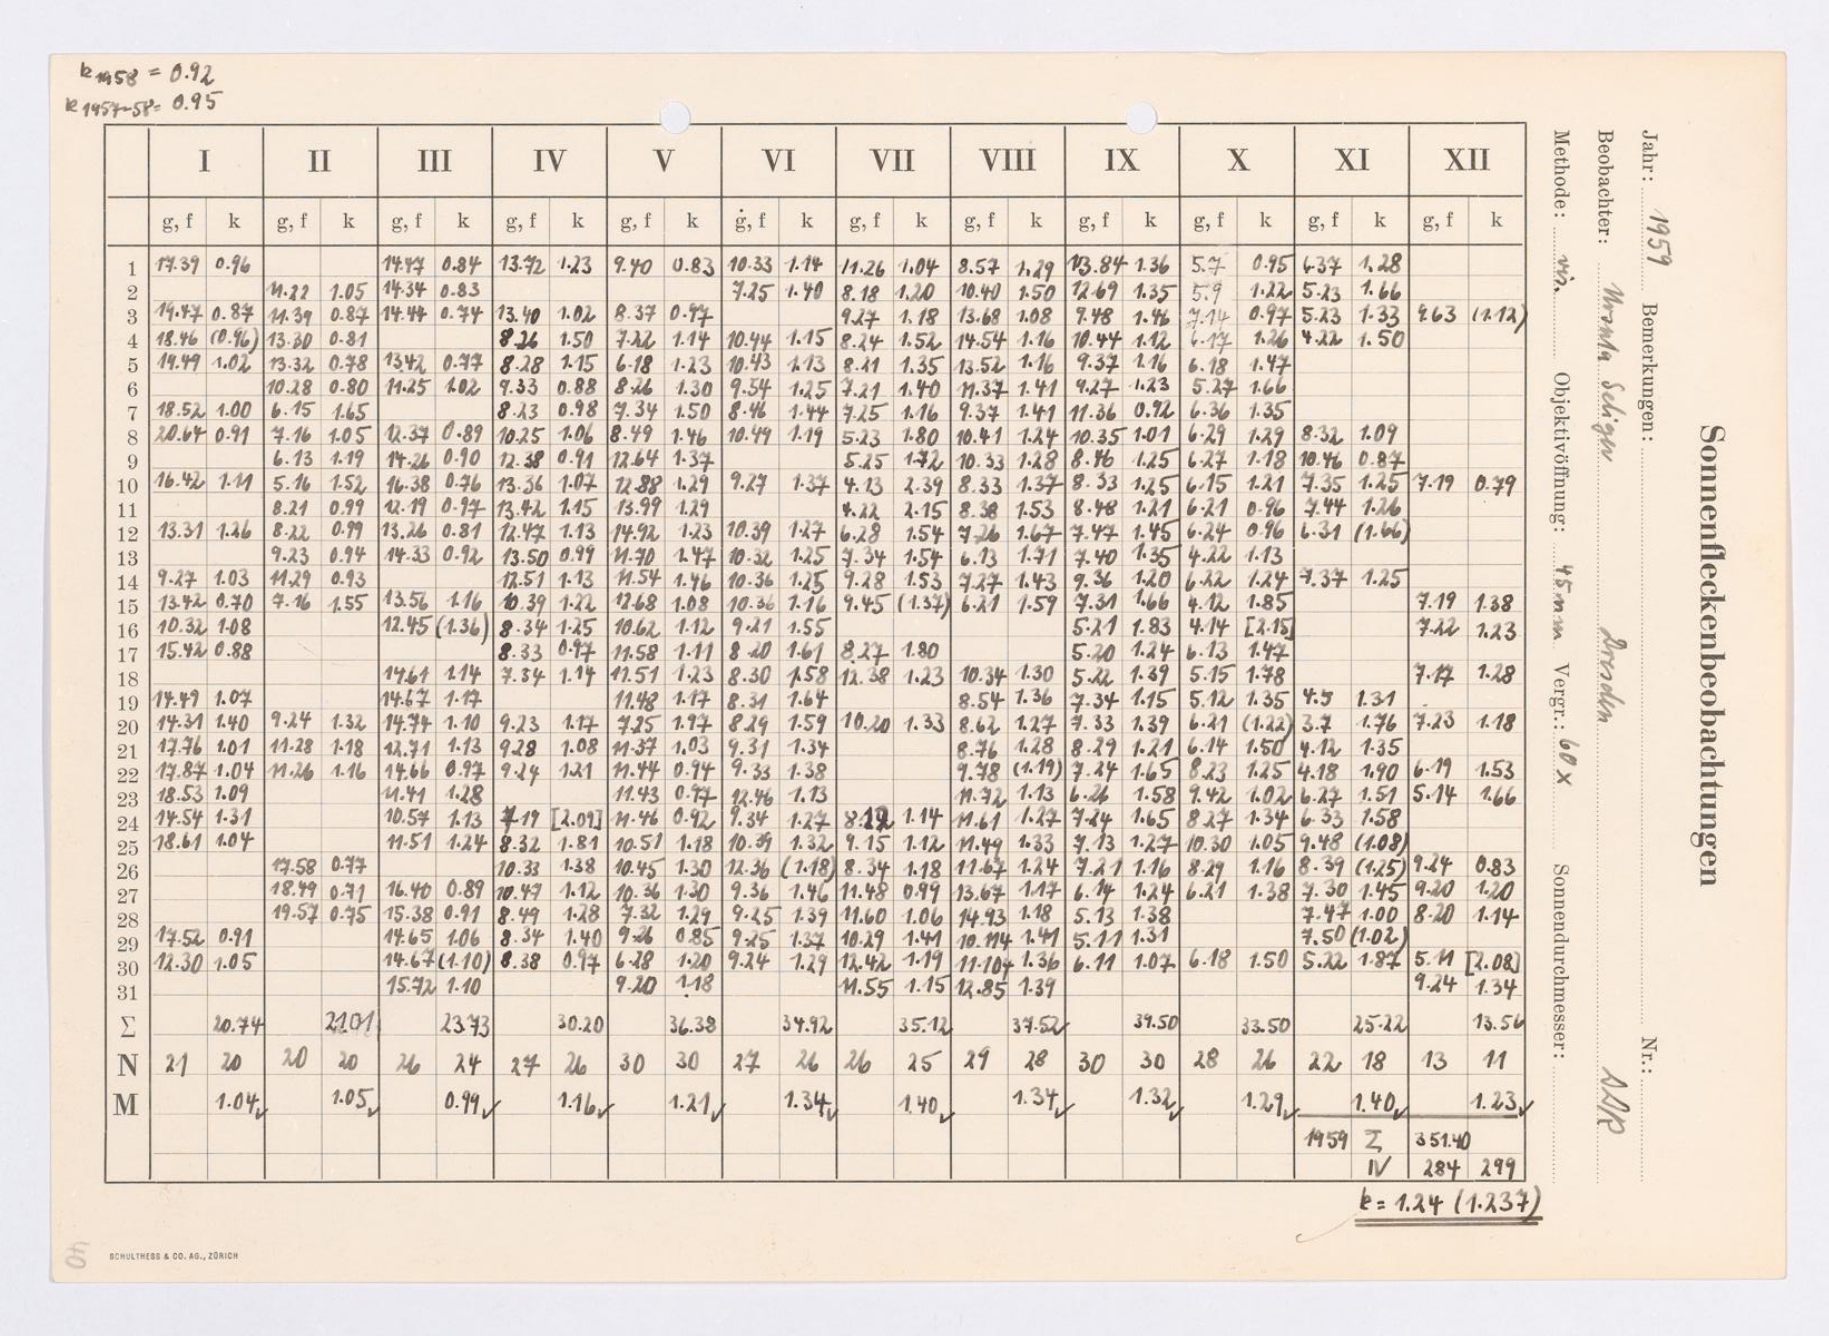 k1958 = 0.92
k1957-58 = 0.95
Sonnenfleckenbeobachtungen
Jahr: 1959 Bemerkungen: Nr.:
Beobachter: Dresden DDR
Methode: vis. Objektivöffnung: 45 mm Vergr.: 60 x Sonnendurchmesser:
I II III IV V VI VII VIII IX X XI XII
g, f k g, f k g, f k g, f k g, f k g, f k g, f k g, f k g, f k g, f k g, f k g, f k
1 17.39 0.96 14.47 0.84 13.72 1.23 9.40 0.83 10.33 1.14 11.26 1.04 8.57 1.29 13.84 1.36 5.7 0.95 6.37 1.28
2 11.22 1.05 14.34 0.83 7.25 1.40 8.18 1.20 10.40 1.50 12.69 1.35 5.9 1.22 5.23 1.66
3 19.47 0.87 11.39 0.87 14.44 0.74 13.40 1.02 8.37 0.97 9.27 1.18 13.68 1.08 9.48 1.46 7.14 0.97 5.23 1.33 9.63 (1.12)
4 18.46 (0.96) 13.30 0.81 8.26 1.50 7.22 1.14 10.44 1.15 8.24 1.52 14.54 1.16 10.44 1.12 6.17 1.26 4.22 1.50
5 19.49 1.02 13.32 0.78 13.42 0.77 8.28 1.15 6.18 1.23 10.43 1.13 8.21 1.35 13.52 1.16 9.37 1.16 6.18 1.47
6 10.28 0.80 11.25 1.02 9.33 0.88 8.26 1.30 9.54 1.25 7.21 1.40 11.37 1.41 9.27 1.23 5.27 1.66
7 18.52 1.00 6.15 1.65 8.23 0.98 7.34 1.50 8.46 1.44 7.25 1.16 9.37 1.41 11.36 0.92 6.36 1.35
8 20.64 0.91 7.16 1.05 12.37 0.89 10.25 1.06 8.49 1.46 10.49 1.19 5.23 1.80 10.41 1.24 10.35 1.01 6.29 1.29 8.32 1.09
9 6.13 1.19 14.26 0.90 12.38 0.91 12.64 1.37 5.25 1.72 10.33 1.28 8.46 1.25 6.27 1.18 10.46 0.87
10 16.42 1.11 5.16 1.52 16.38 0.76 13.36 1.07 12.88 1.29 9.27 1.37 4.13 2.39 8.33 1.37 8.33 1.25 6.15 1.21 7.35 1.25 7.19 0.79
11 8.21 0.99 12.19 0.97 13.42 1.15 13.99 1.29 4.22 2.15 8.38 1.53 8.48 1.21 6.21 0.96 7.44 1.26
12 13.31 1.26 8.22 0.99 13.26 0.81 12.47 1.13 14.92 1.23 10.39 1.27 6.28 1.54 7.26 1.67 7.47 1.45 6.24 0.96 6.31 (1.66)
13 9.23 0.94 14.33 0.92 13.50 0.99 11.70 1.47 10.32 1.25 7.34 1.54 6.13 1.71 7.40 1.35 4.22 1.13
14 9.27 1.03 11.29 0.93 12.51 1.13 11.54 1.46 10.36 1.25 9.28 1.53 7.27 1.43 9.36 1.20 6.22 1.24 7.37 1.25
15 13.42 0.70 7.16 1.55 13.56 1.16 10.39 1.22 12.68 1.08 10.36 1.16 9.45 (1.37) 6.21 1.59 7.31 1.66 4.12 1.85 7.19 1.38
16 10.32 1.08 12.45 (1.36) 8.34 1.25 10.62 1.12 9.21 1.55 5.21 1.83 4.14 [2.15] 7.22 1.23
17 15.42 0.88 8.33 0.97 11.58 1.11 8.20 1.61 8.27 1.80 5.20 1.24 6.13 1.47
18 14.61 1.14 7.34 1.14 11.51 1.23 8.30 1.58 12.38 1.23 10.34 1.30 5.22 1.39 5.15 1.78 7.17 1.28
19 14.49 1.07 14.67 1.17 11.48 1.17 8.31 1.64 8.54 1.36 7.34 1.15 5.12 1.35 4.9 1.31
20 14.31 1.40 9.24 1.32 14.74 1.10 9.23 1.17 7.25 1.97 8.29 1.59 10.20 1.33 8.62 1.27 7.33 1.39 6.21 (1.22) 3.7 1.76 7.23 1.18
21 17.76 1.01 11.28 1.18 12.71 1.13 9.28 1.08 11.37 1.03 9.31 1.34 8.76 1.28 8.29 1.21 6.14 1.50 4.12 1.35
22 17.87 1.04 11.26 1.16 14.66 0.97 9.24 1.21 11.44 0.94 9.33 1.38 9.78 (1.19) 7.24 1.65 8.23 1.25 4.18 1.90 6.19 1.53
23 18.53 1.09 11.41 1.28 11.43 0.97 12.46 1.13 11.72 1.13 6.26 1.58 9.42 1.02 6.27 1.51 5.14 1.66
24 14.54 1.31 10.57 1.13 7.19 [2.09] 11.46 0.92 9.34 1.27 8.22 1.14 11.61 1.27 7.24 1.65 8.27 1.34 6.33 1.58
25 18.61 1.04 11.51 1.24 8.32 1.81 10.51 1.18 10.39 1.32 9.15 1.12 11.49 1.33 7.13 1.27 10.30 1.05 9.48 (1.08)
26 17.58 0.77 10.33 1.38 10.45 1.30 12.36 (1.18) 8.34 1.18 11.67 1.24 7.21 1.16 8.29 1.16 8.39 (1.25) 9.24 0.83
27 18.49 0.71 16.40 0.89 10.47 1.12 10.36 1.30 9.36 1.46 11.48 0.99 13.67 1.17 6.14 1.24 6.21 1.38 7.30 1.45 9.20 1.20
28 19.57 0.75 15.38 0.91 8.49 1.28 7.32 1.29 9.25 1.39 11.60 1.06 14.93 1.18 5.13 1.38 7.47 1.00 8.20 1.14
29 17.52 0.91 14.65 1.06 8.34 1.40 9.26 0.85 9.25 1.37 10.29 1.41 10.114 1.41 5.11 1.31 7.50 (1.02)
30 12.30 1.05 14.67 (1.10) 8.38 0.97 6.28 1.20 9.24 1.29 12.42 1.19 11.104 1.36 6.11 1.07 6.18 1.50 5.22 1.87 5.11 [2.08]
31 15.72 1.10 9.20 1.18 11.55 1.15 12.85 1.39 9.24 1.34
Σ 20.74 21.01 23.73 30.20 36.38 34.92 35.12 37.52 39.50 33.50 25.22 13.56
N 21 20 20 20 26 24 27 26 30 30 27 26 26 25 29 28 30 30 28 26 22 18 13 11
M 1.04 1.05 0.99 1.16 1.21 1.34 1.40 1.34 1.32 1.29 1.40 1.23
1959 Σ 351.40
N 284 299
k = 1.24 (1.237)
40
SCHULTHESS & CO. AG., ZÜRICH